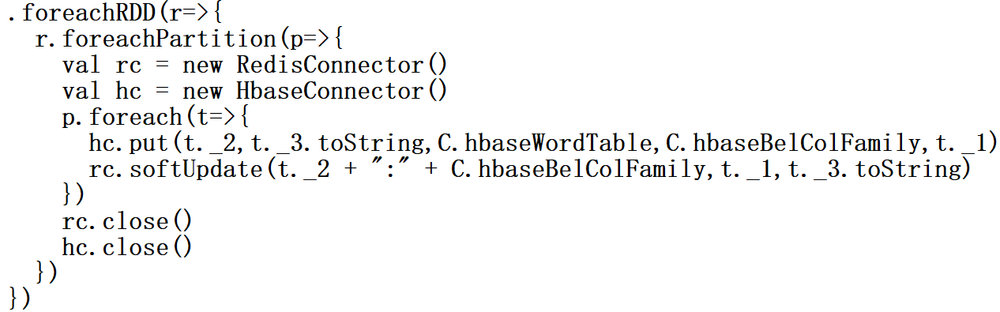 .foreachRDD(r=>{
  r.foreachPartition(p=>{
    val rc = new RedisConnector()
    val hc = new HbaseConnector()
    p.foreach(t=>{
      hc.put(t._2,t._3.toString,C.hbaseWordTable,C.hbaseBelColFamily,t._1)
      rc.softUpdate(t._2 + ":" + C.hbaseBelColFamily,t._1,t._3.toString)
    })
    rc.close()
    hc.close()
  })
})